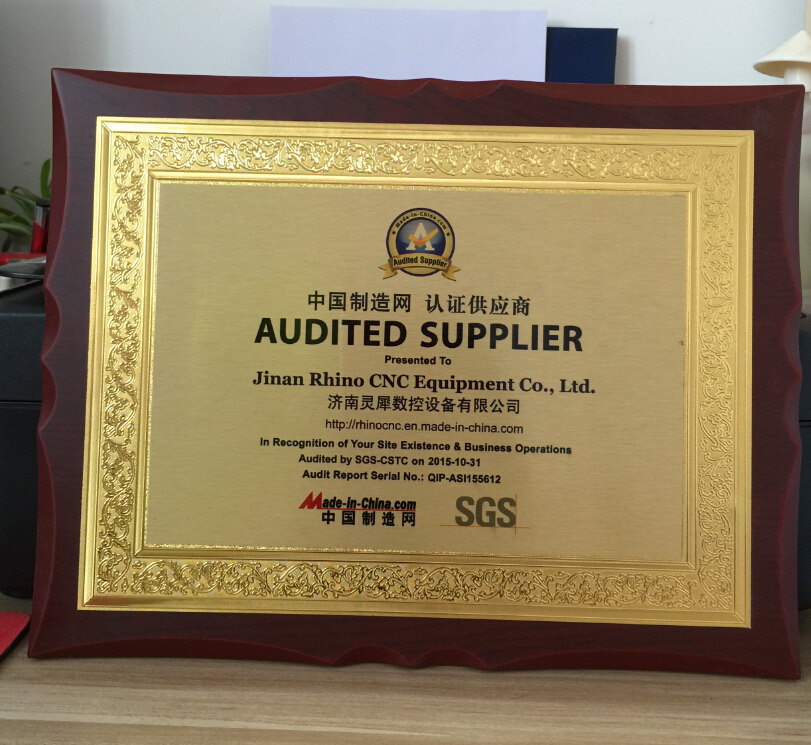 Made-in-China.com
Audited Supplier
中国制造网 认证供应商
AUDITED SUPPLIER
Presented To
Jinan Rhino CNC Equipment Co., Ltd.
济南灵犀数控设备有限公司
http://rhinocnc.en.made-in-china.com
In Recognition of Your Site Existence & Business Operations
Audited by SGS-CSTC on 2015-10-31
Audit Report Serial No.: QIP-ASI155612
Made-in-China.com
中国制造网
SGS